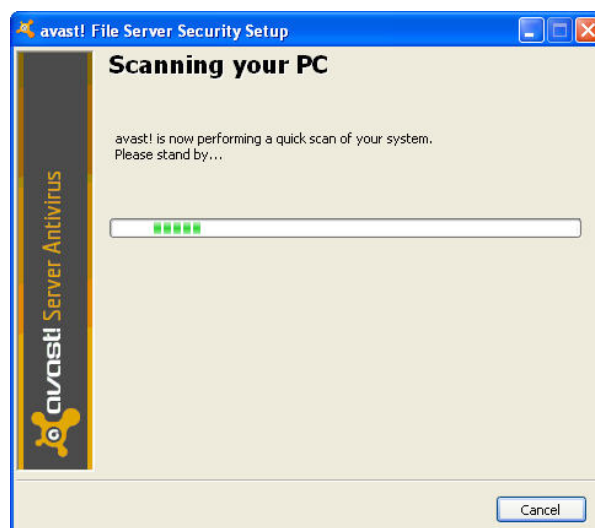 avast! File Server Security Setup
Scanning your PC
avast! is now performing a quick scan of your system.
Please stand by...
avast! Server Antivirus
a
Cancel